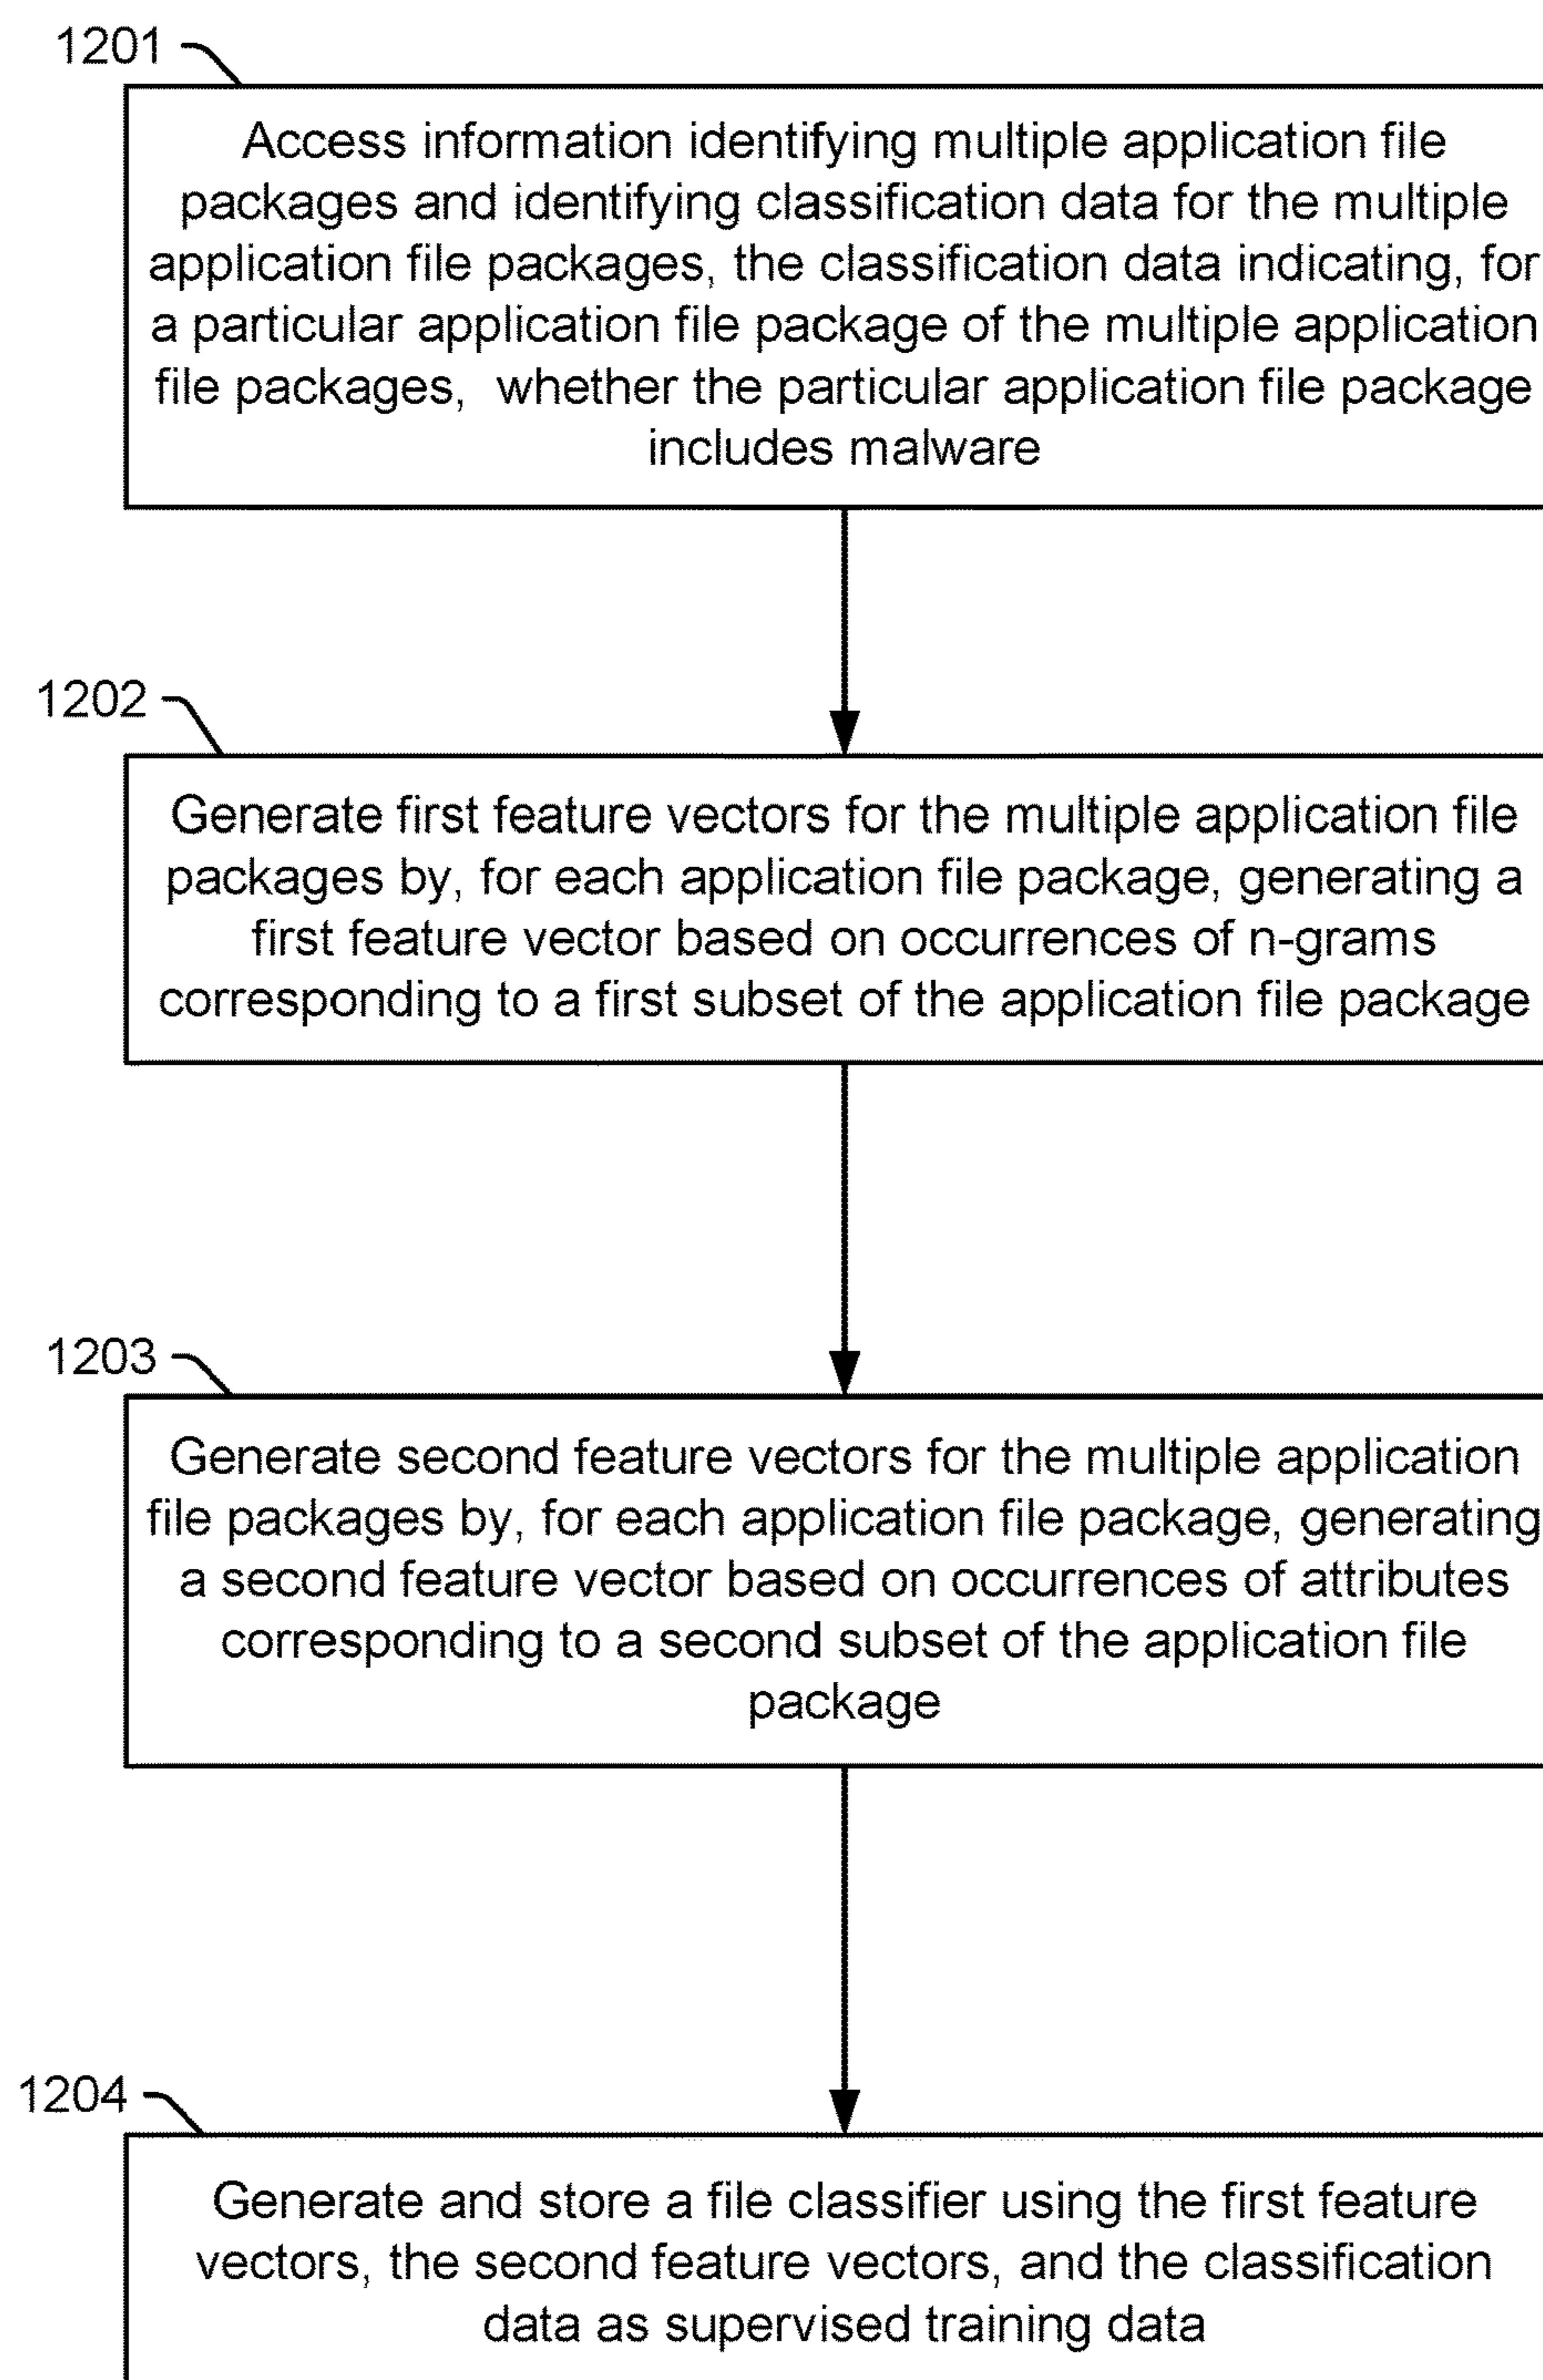 1201
Access information identifying multiple application file
packages and identifying classification data for the multiple
application file packages, the classification data indicating, for
a particular application file package of the multiple application
file packages, whether the particular application file package
includes malware
1202
Generate first feature vectors for the multiple application file
packages by, for each application file package, generating a
first feature vector based on occurrences of n-grams
corresponding to a first subset of the application file package
1203
Generate second feature vectors for the multiple application
file packages by, for each application file package, generating
a second feature vector based on occurrences of attributes
corresponding to a second subset of the application file
package
1204
Generate and store a file classifier using the first feature
vectors, the second feature vectors, and the classification
data as supervised training data